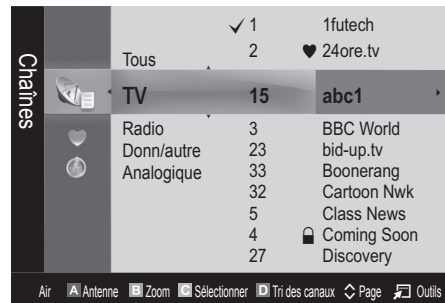 Chaînes
✓ 1 1futech
Tous 2 ♥ 24ore.tv
TV 15 abc1
Radio 3 BBC World
Donn/autre 23 bid-up.tv
Analogique 33 Boonerang
32 Cartoon Nwk
5 Class News
4 Coming Soon
27 Discovery
Air A Antenne B Zoom C Sélectionner D Tri des canaux Page Outils